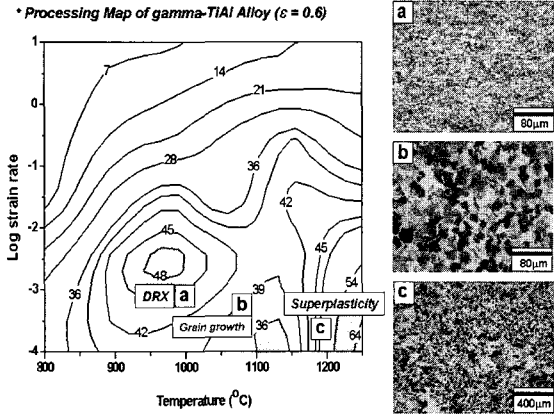 * Processing Map of gamma-TiAl Alloy (ε = 0.6)
Log strain rate
1
0
-1
-2
-3
-4
7
14
21
28
36
36
42
45
45
48
54
64
36
42
39
36
DRX a
b
Grain growth
Superplasticity
c
800 900 1000 1100 1200
Temperature (°C)
a
80µm
b
80µm
c
400µm